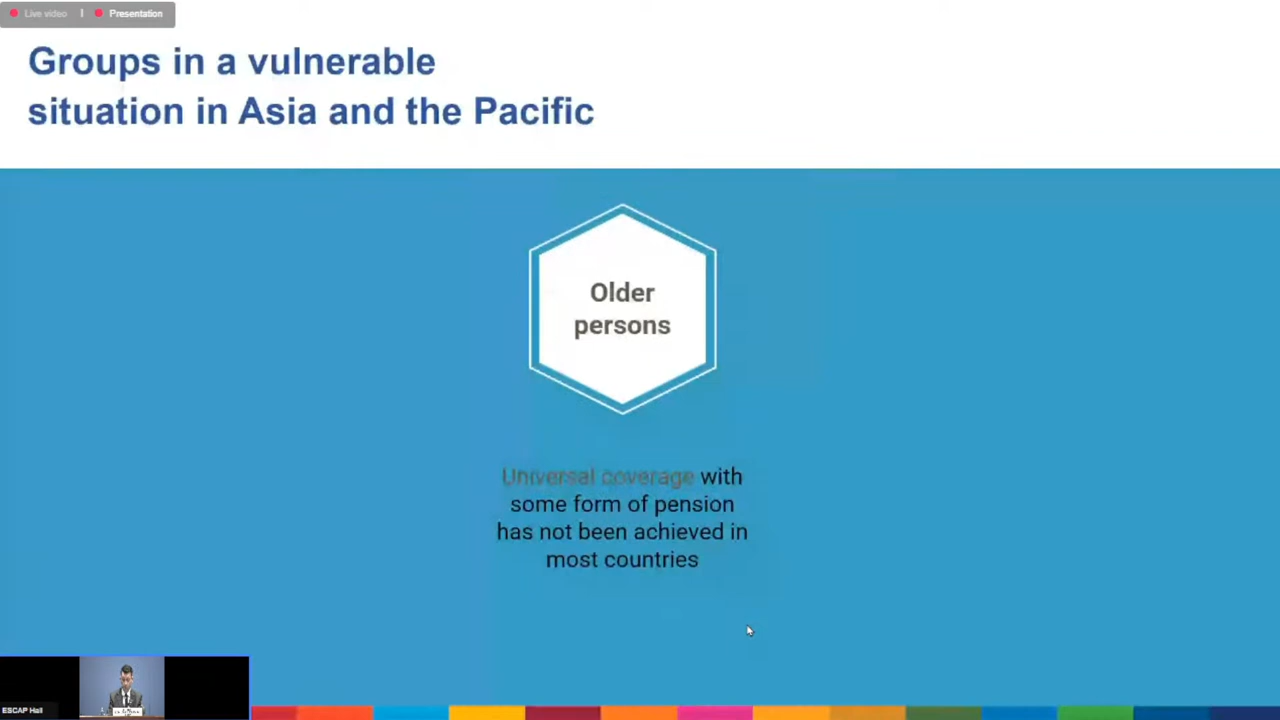 Live video | Presentation
Groups in a vulnerable
situation in Asia and the Pacific
Older
persons
Universal coverage with
some form of pension
has not been achieved in
most countries
ESCAP Hall